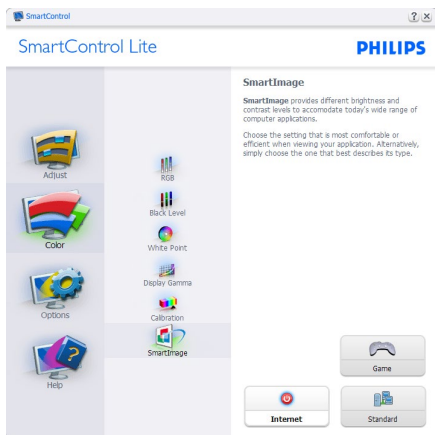 SmartControl
SmartControl Lite
PHILIPS
Adjust
Color
Options
Help
RGB
Black Level
White Point
Display Gamma
Calibration
SmartImage
SmartImage
SmartImage provides different brightness and
contrast levels to accomodate today's wide range of
computer applications.
Choose the setting that is most comfortable or
efficient when viewing your application. Alternatively,
simply choose the one that best describes its type.
Game
Internet
Standard